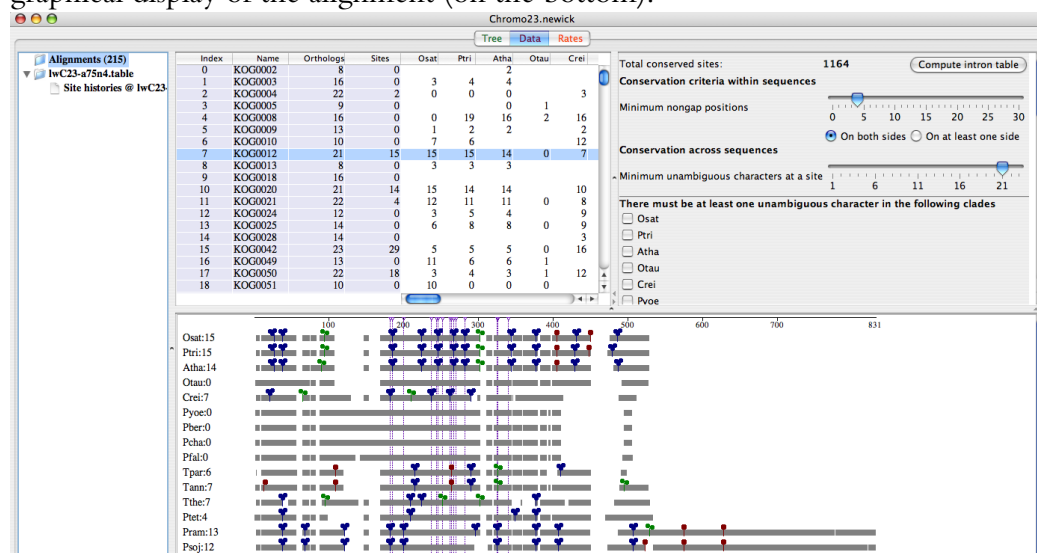 graphical display of the alignment (on the bottom).
Chromo23.newick
Tree Data Rates
Alignments (215)
lwC23-a75n4.table
Site histories @ lwC23-
Index Name Orthologs Sites Osat Ptri Atha Otau Crei
0 KOG0002 8 0 2
1 KOG0003 16 0 3 4 4
2 KOG0004 22 2 0 0 0 3
3 KOG0005 9 0 0 1
4 KOG0008 16 0 0 19 16 2 16
5 KOG0009 13 0 1 2 2 2
6 KOG0010 10 0 7 6 12
7 KOG0012 21 15 15 15 14 0 7
8 KOG0013 8 0 3 3 3
9 KOG0018 16 0
10 KOG0020 21 14 15 14 14 10
11 KOG0021 22 4 12 11 11 0 8
12 KOG0024 12 0 3 5 4 9
13 KOG0025 14 0 6 8 8 0 9
14 KOG0028 14 0 3
15 KOG0042 23 29 5 5 5 0 16
16 KOG0049 13 0 11 6 6 1
17 KOG0050 22 18 3 4 3 1 12
18 KOG0051 10 0 10 0 0 0
Total conserved sites: 1164 Compute intron table
Conservation criteria within sequences
Minimum nongap positions
0 5 10 15 20 25 30
On both sides On at least one side
Conservation across sequences
Minimum unambiguous characters at a site
1 6 11 16 21
There must be at least one unambiguous character in the following clades
Osat
Ptri
Atha
Otau
Crei
Pyoe
100 200 300 400 500 600 700 831
Osat:15
Ptri:15
Atha:14
Otau:0
Crei:7
Pyoe:0
Pber:0
Pcha:0
Pfal:0
Tpar:6
Tann:7
Tthe:7
Ptet:4
Pram:13
Psoj:12